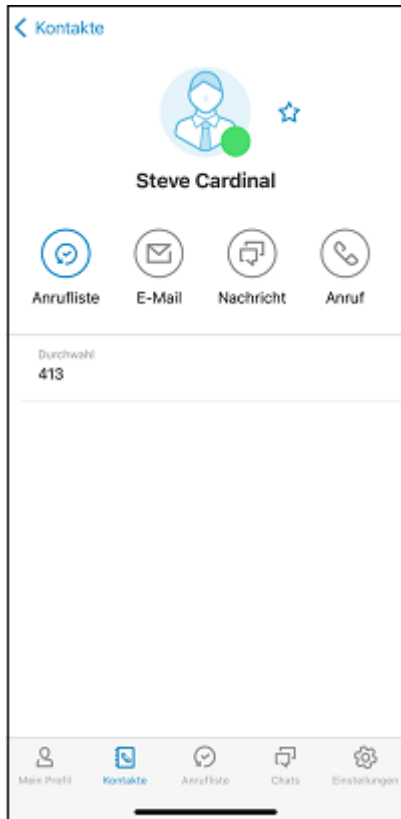 Kontakte
Steve Cardinal
Anrufliste E-Mail Nachricht Anruf
Durchwahl
413
Mein Profil Kontakte Anrufliste Chats Einstellungen